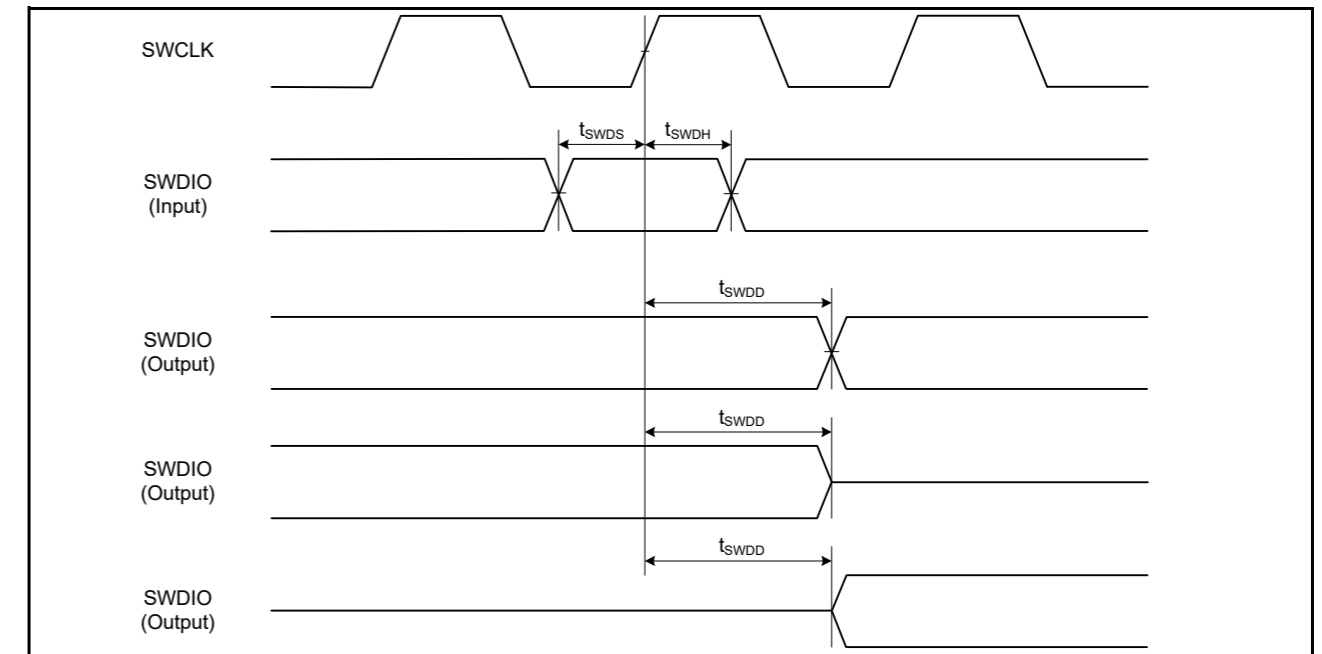 SWCLK
tSWDS
tSWDH
SWDIO
(Input)
tSWDD
SWDIO
(Output)
tSWDD
SWDIO
(Output)
tSWDD
SWDIO
(Output)